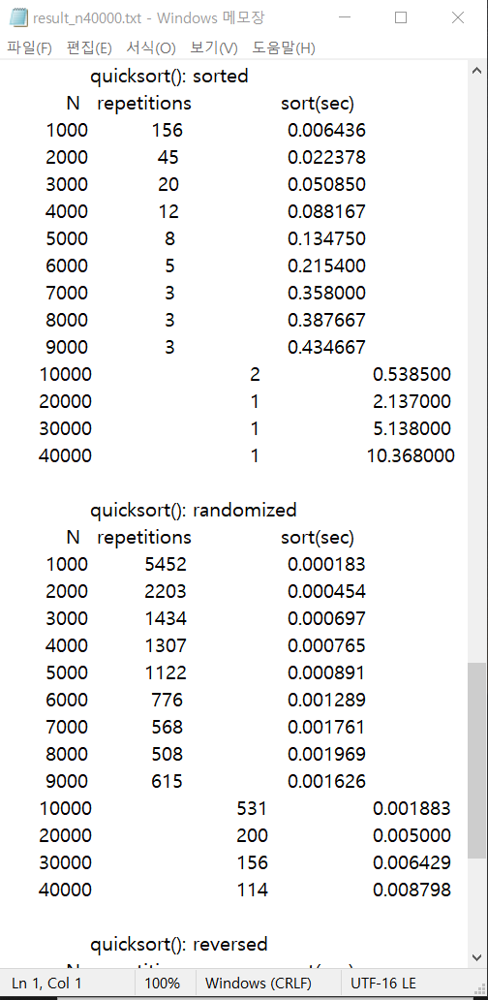 result_n40000.txt - Windows 메모장
파일(F) 편집(E) 서식(O) 보기(V) 도움말(H)
quicksort(): sorted
N repetitions sort(sec)
1000 156 0.006436
2000 45 0.022378
3000 20 0.050850
4000 12 0.088167
5000 8 0.134750
6000 5 0.215400
7000 3 0.358000
8000 3 0.387667
9000 3 0.434667
10000 2 0.538500
20000 1 2.137000
30000 1 5.138000
40000 1 10.368000
quicksort(): randomized
N repetitions sort(sec)
1000 5452 0.000183
2000 2203 0.000454
3000 1434 0.000697
4000 1307 0.000765
5000 1122 0.000891
6000 776 0.001289
7000 568 0.001761
8000 508 0.001969
9000 615 0.001626
10000 531 0.001883
20000 200 0.005000
30000 156 0.006429
40000 114 0.008798
quicksort(): reversed
Ln 1, Col 1 100% Windows (CRLF) UTF-16 LE